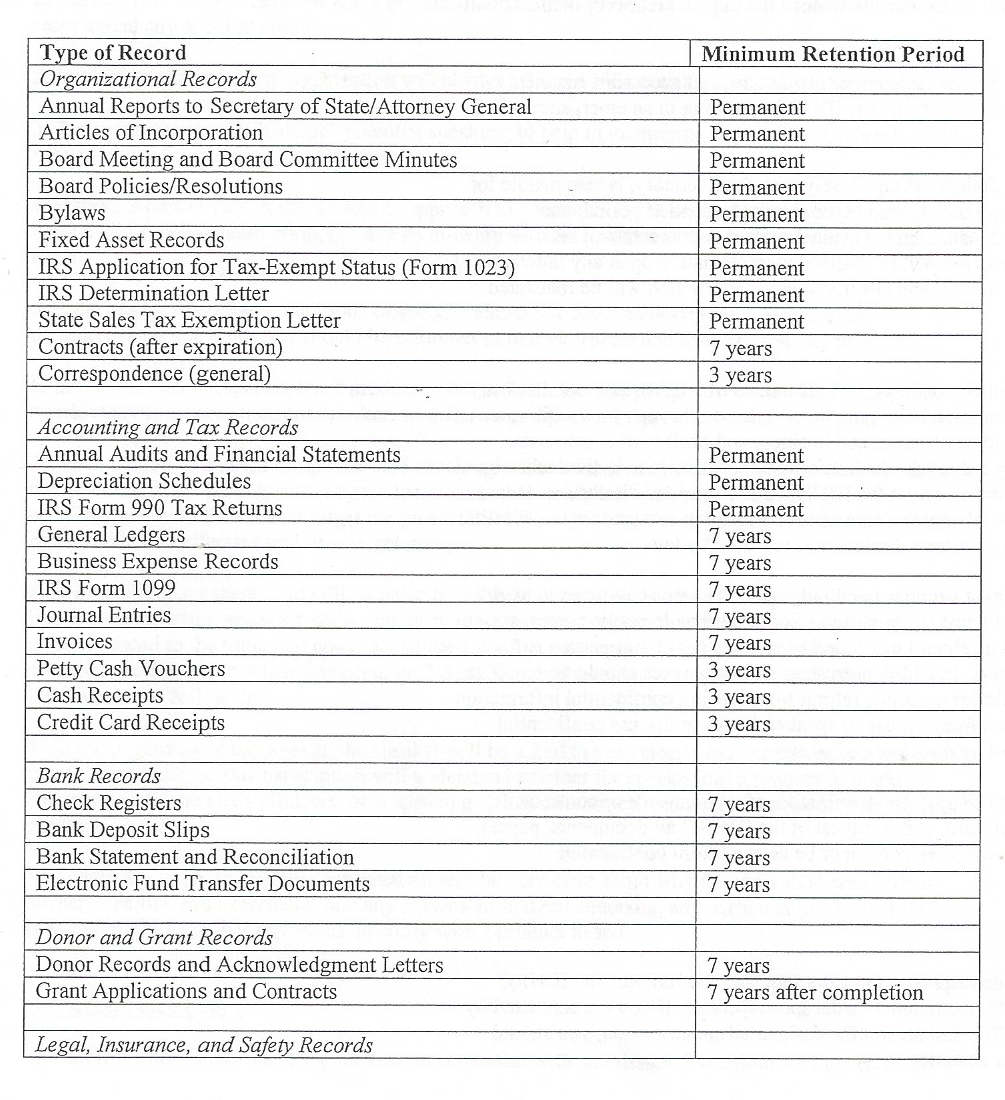 Type of Record Minimum Retention Period
Organizational Records
Annual Reports to Secretary of State/Attorney General Permanent
Articles of Incorporation Permanent
Board Meeting and Board Committee Minutes Permanent
Board Policies/Resolutions Permanent
Bylaws Permanent
Fixed Asset Records Permanent
IRS Application for Tax-Exempt Status (Form 1023) Permanent
IRS Determination Letter Permanent
State Sales Tax Exemption Letter Permanent
Contracts (after expiration) 7 years
Correspondence (general) 3 years
Accounting and Tax Records
Annual Audits and Financial Statements Permanent
Depreciation Schedules Permanent
IRS Form 990 Tax Returns Permanent
General Ledgers 7 years
Business Expense Records 7 years
IRS Form 1099 7 years
Journal Entries 7 years
Invoices 7 years
Petty Cash Vouchers 3 years
Cash Receipts 3 years
Credit Card Receipts 3 years
Bank Records
Check Registers 7 years
Bank Deposit Slips 7 years
Bank Statement and Reconciliation 7 years
Electronic Fund Transfer Documents 7 years
Donor and Grant Records
Donor Records and Acknowledgment Letters 7 years
Grant Applications and Contracts 7 years after completion
Legal, Insurance, and Safety Records